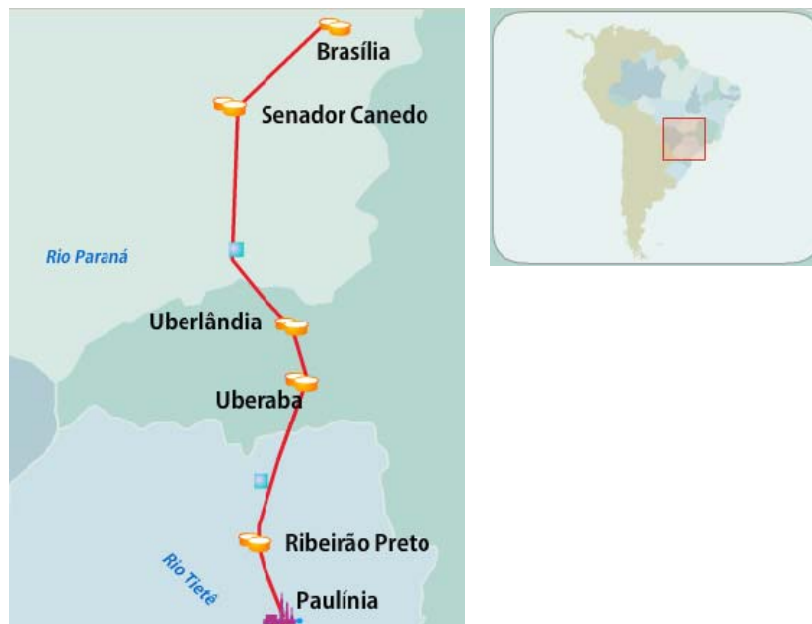 Brasília
Senador Canedo
Rio Paraná
Uberlândia
Uberaba
Ribeirão Preto
Rio Tietê
Paulínia